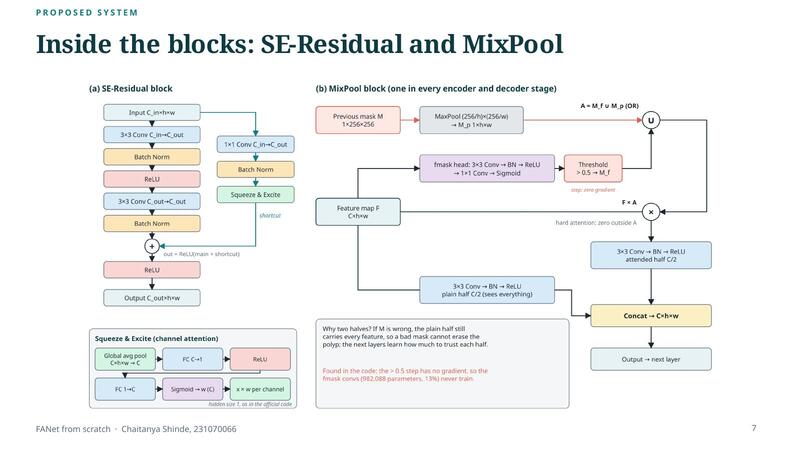 PROPOSED SYSTEM
Inside the blocks: SE-Residual and MixPool
(a) SE-Residual block
Input C_in×h×w
3×3 Conv C_in→C_out
Batch Norm
ReLU
3×3 Conv C_out→C_out
Batch Norm
+
out = ReLU(main + shortcut)
ReLU
Output C_out×h×w
1×1 Conv C_in→C_out
Batch Norm
Squeeze & Excite
shortcut
Squeeze & Excite (channel attention)
Global avg pool
C×h×w → C
FC C→1
ReLU
FC 1→C
Sigmoid → w (C)
x × w per channel
hidden size 1, as in the official code
(b) MixPool block (one in every encoder and decoder stage)
A = M_f ∪ M_p (OR)
Previous mask M
1×256×256
MaxPool (256/h)×(256/w)
→ M_p 1×h×w
∪
fmask head: 3×3 Conv → BN → ReLU
→ 1×1 Conv → Sigmoid
Threshold
> 0.5 → M_f
step: zero gradient
Feature map F
C×h×w
F × A
×
hard attention: zero outside A
3×3 Conv → BN → ReLU
attended half C/2
3×3 Conv → BN → ReLU
plain half C/2 (sees everything)
Concat → C×h×w
Output → next layer
Why two halves? If M is wrong, the plain half still
carries every feature, so a bad mask cannot erase the
polyp; the next layers learn how much to trust each half.
Found in the code: the > 0.5 step has no gradient, so the
fmask convs (982,088 parameters, 13%) never train.
FANet from scratch · Chaitanya Shinde, 231070066
7